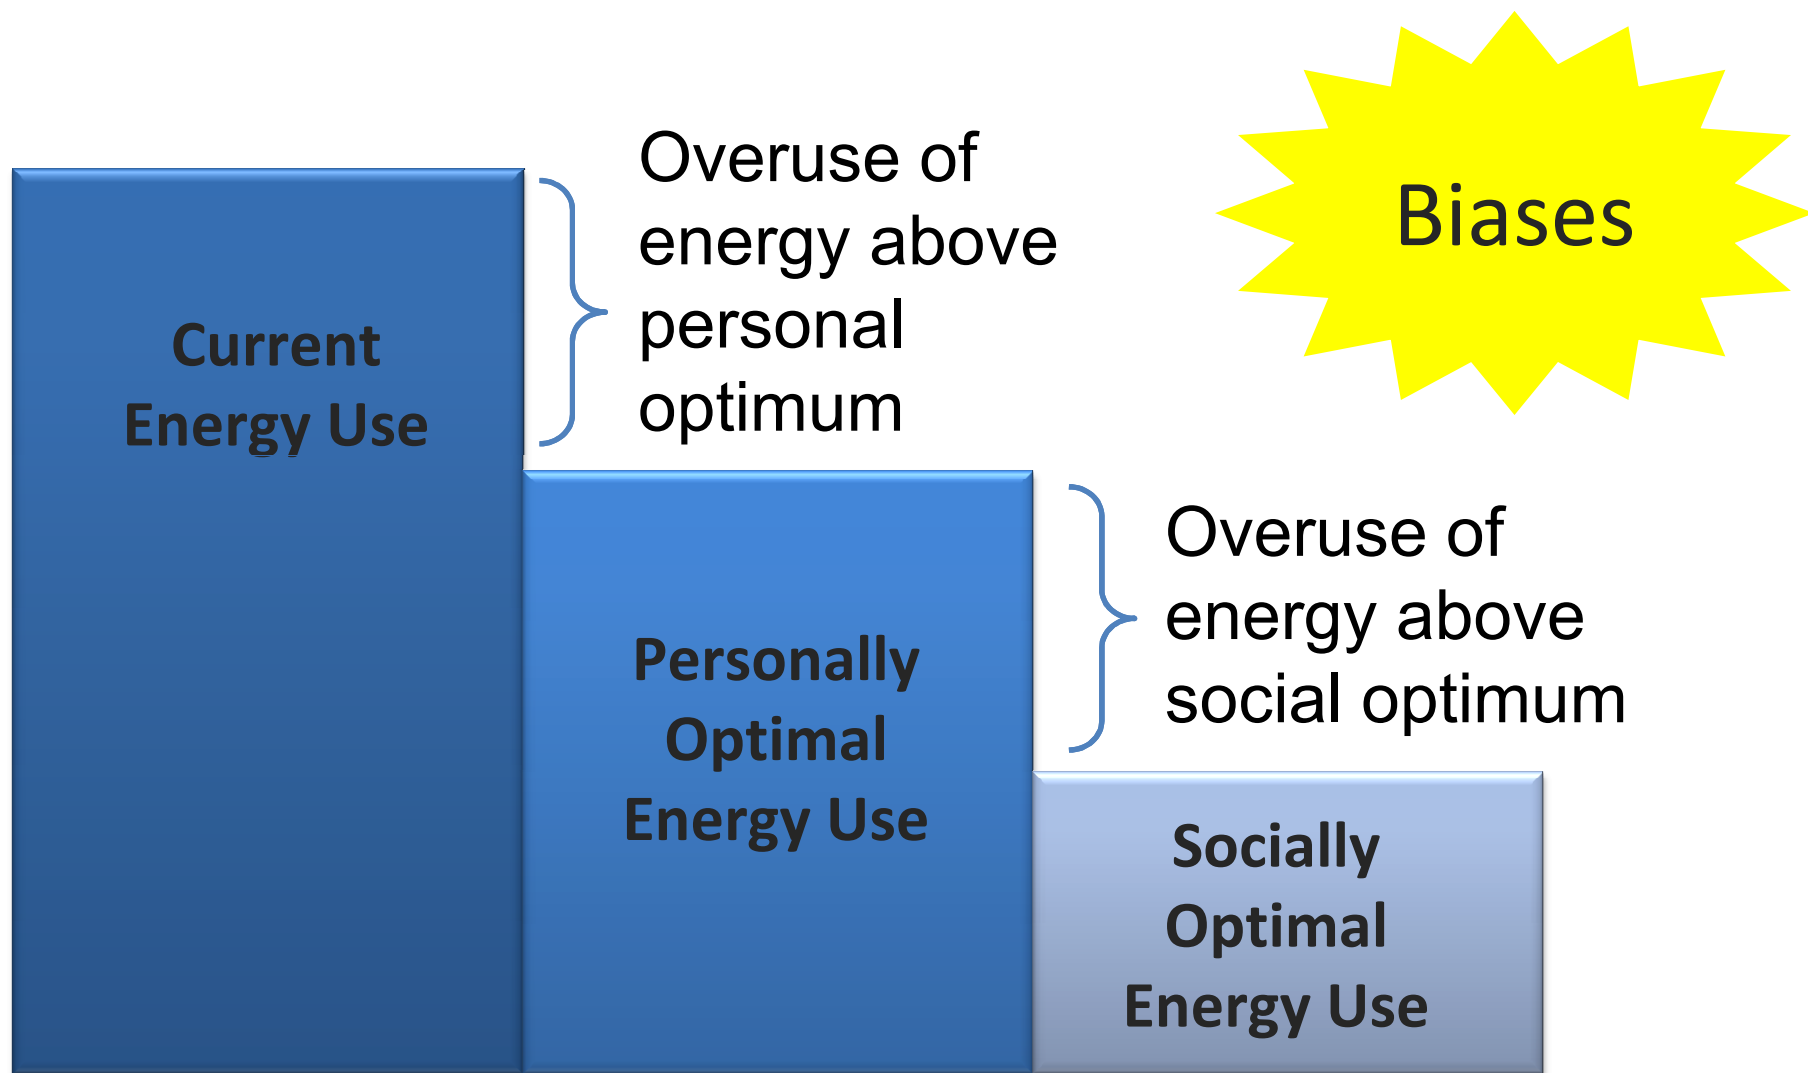 Overuse of
energy above
personal
optimum
Biases
Current
Energy Use
Overuse of
energy above
social optimum
Personally
Optimal
Energy Use
Socially
Optimal
Energy Use